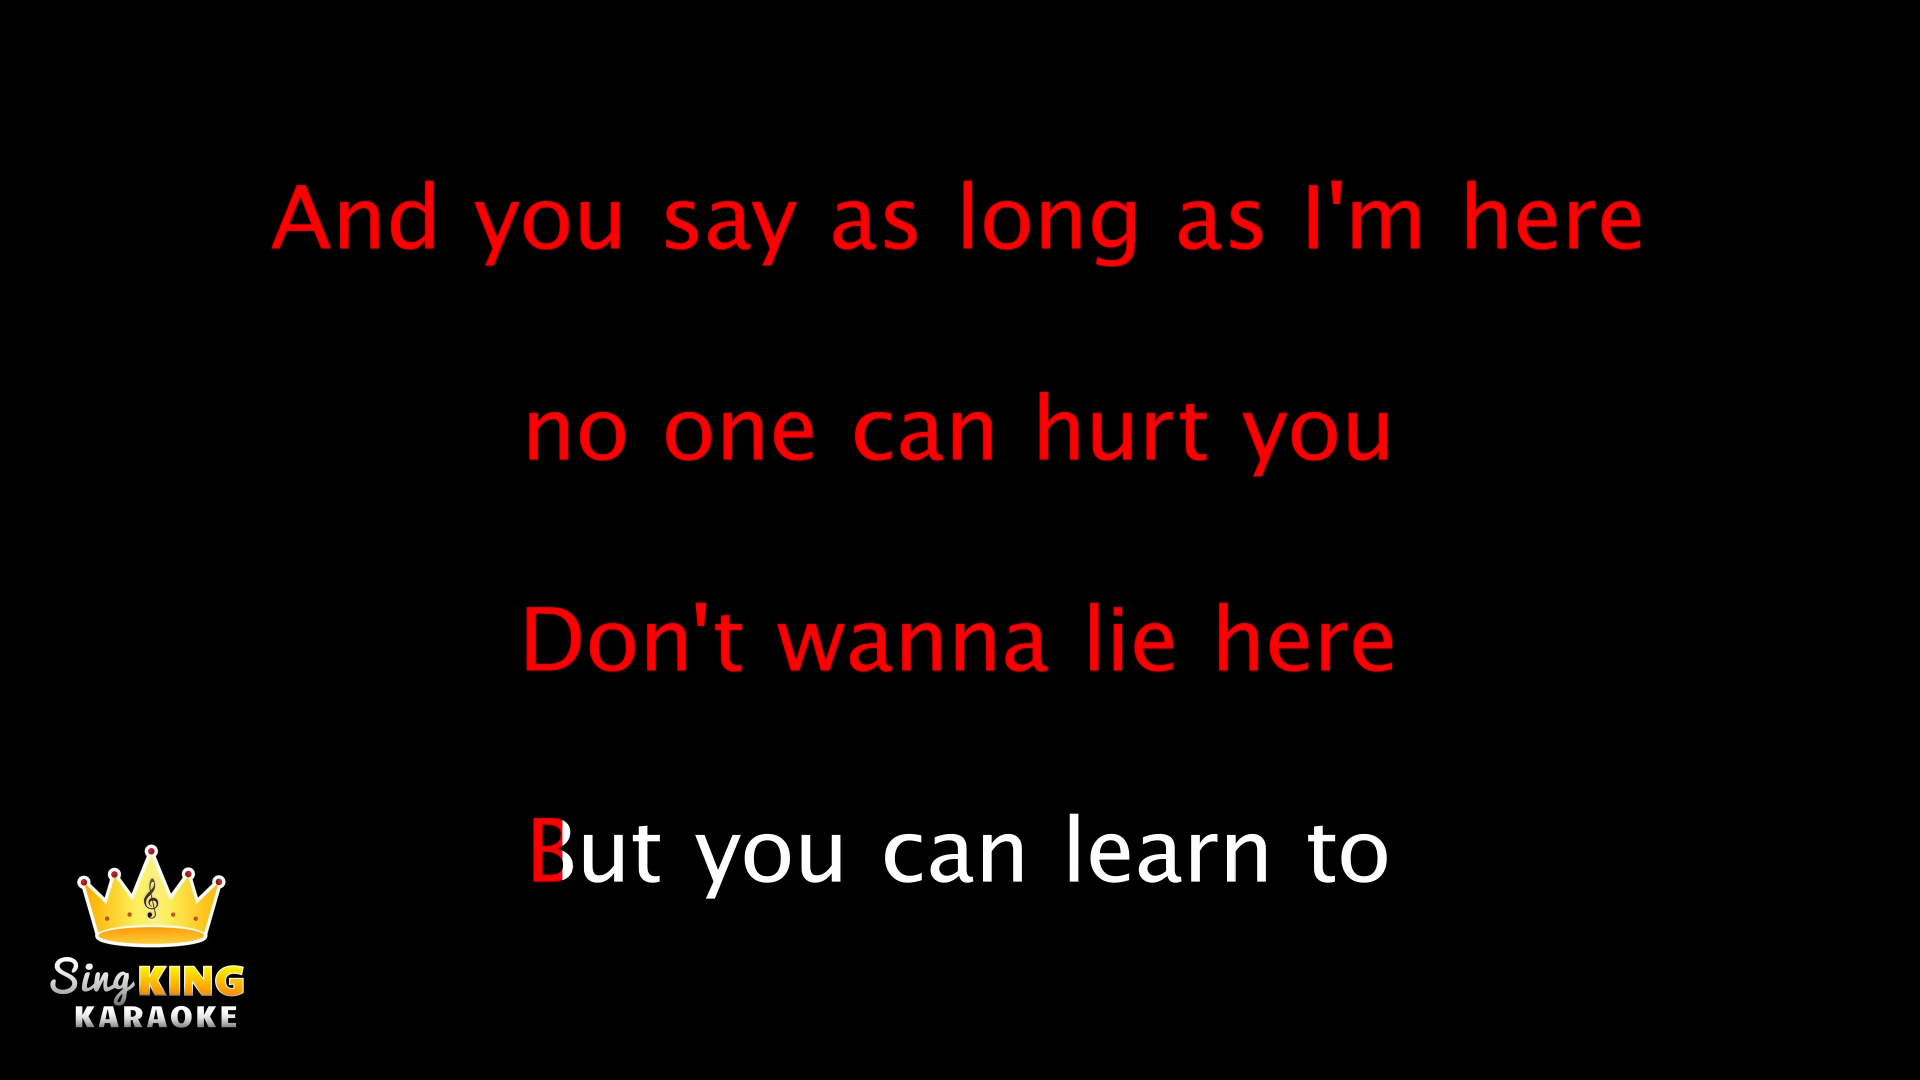 And you say as long as I'm here
no one can hurt you
Don't wanna lie here
But you can learn to
Sing KING
KARAOKE